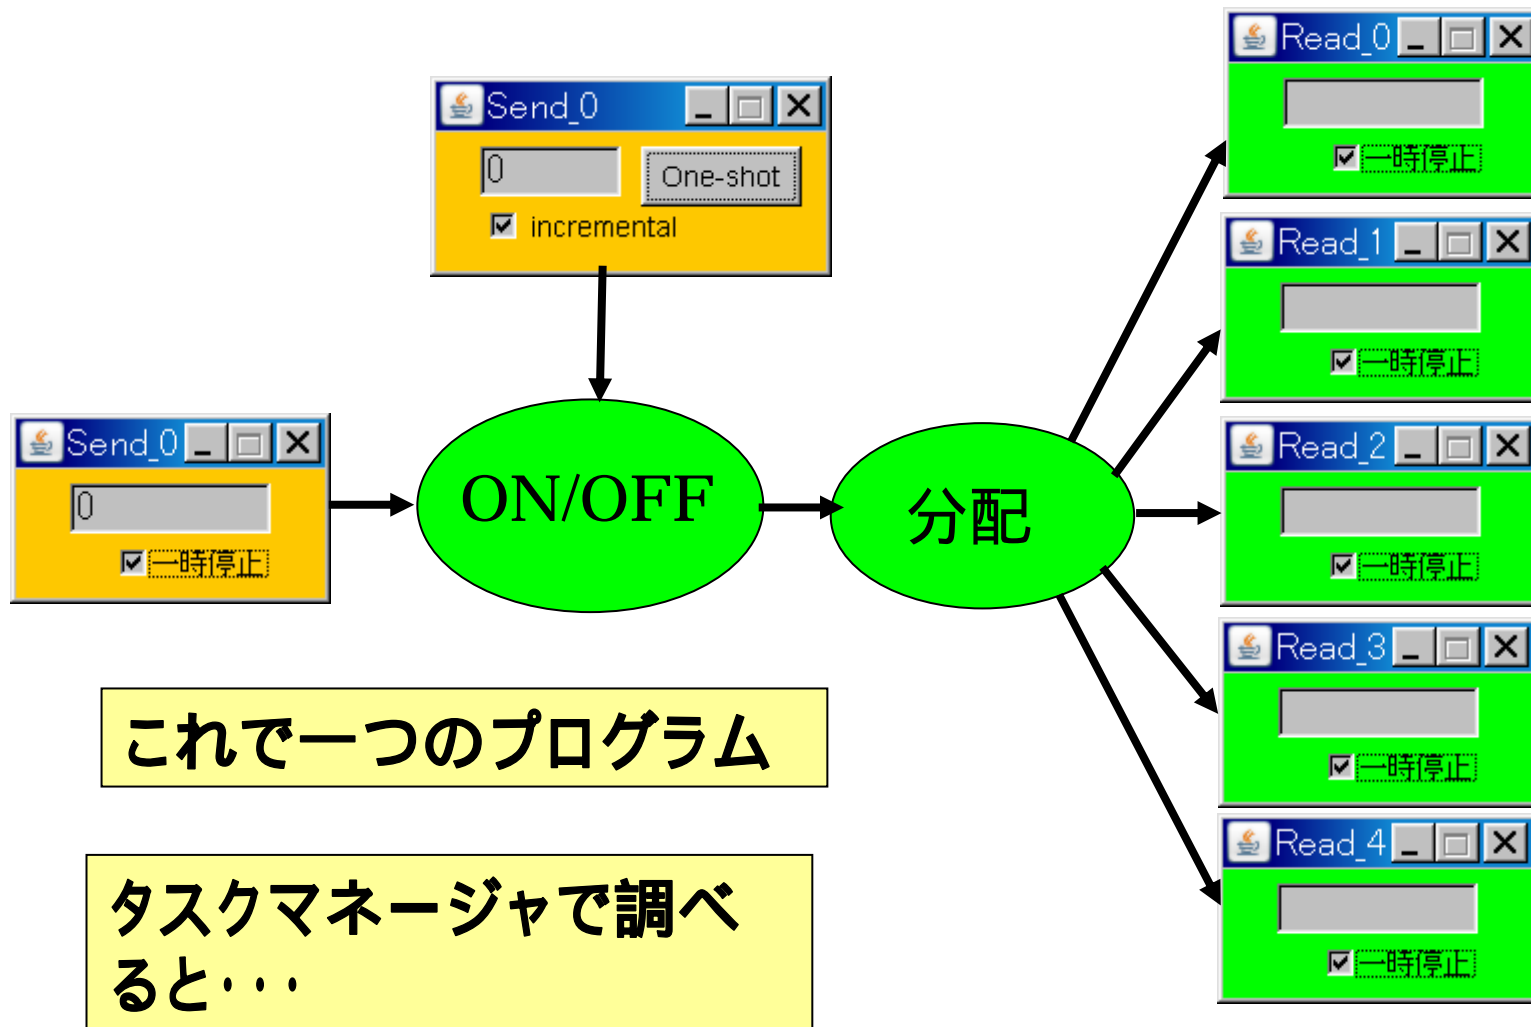 Send_0
0
One-shot
incremental
Send_0
0
一時停止
ON/OFF
分配
Read_0
一時停止
Read_1
一時停止
Read_2
一時停止
Read_3
一時停止
Read_4
一時停止
これで一つのプログラム
タスクマネージャで調べ
ると・・・